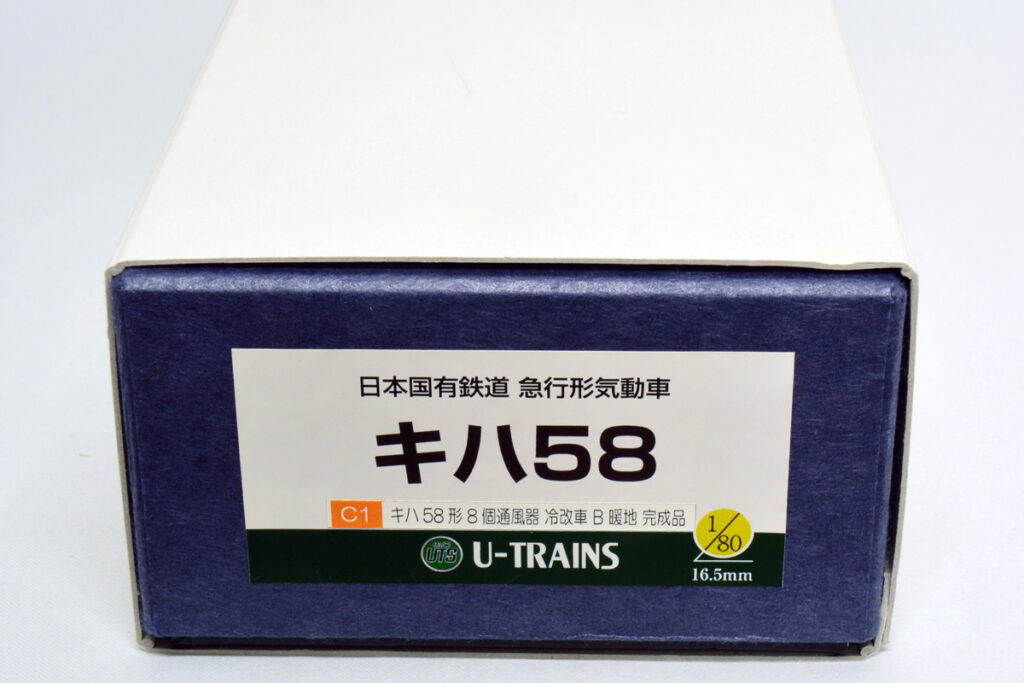 日本国有鉄道 急行形気動車
キハ58
C1 キハ58形8個通風器 冷改車 B 暖地 完成品
UTS U-TRAINS
1/80
16.5mm